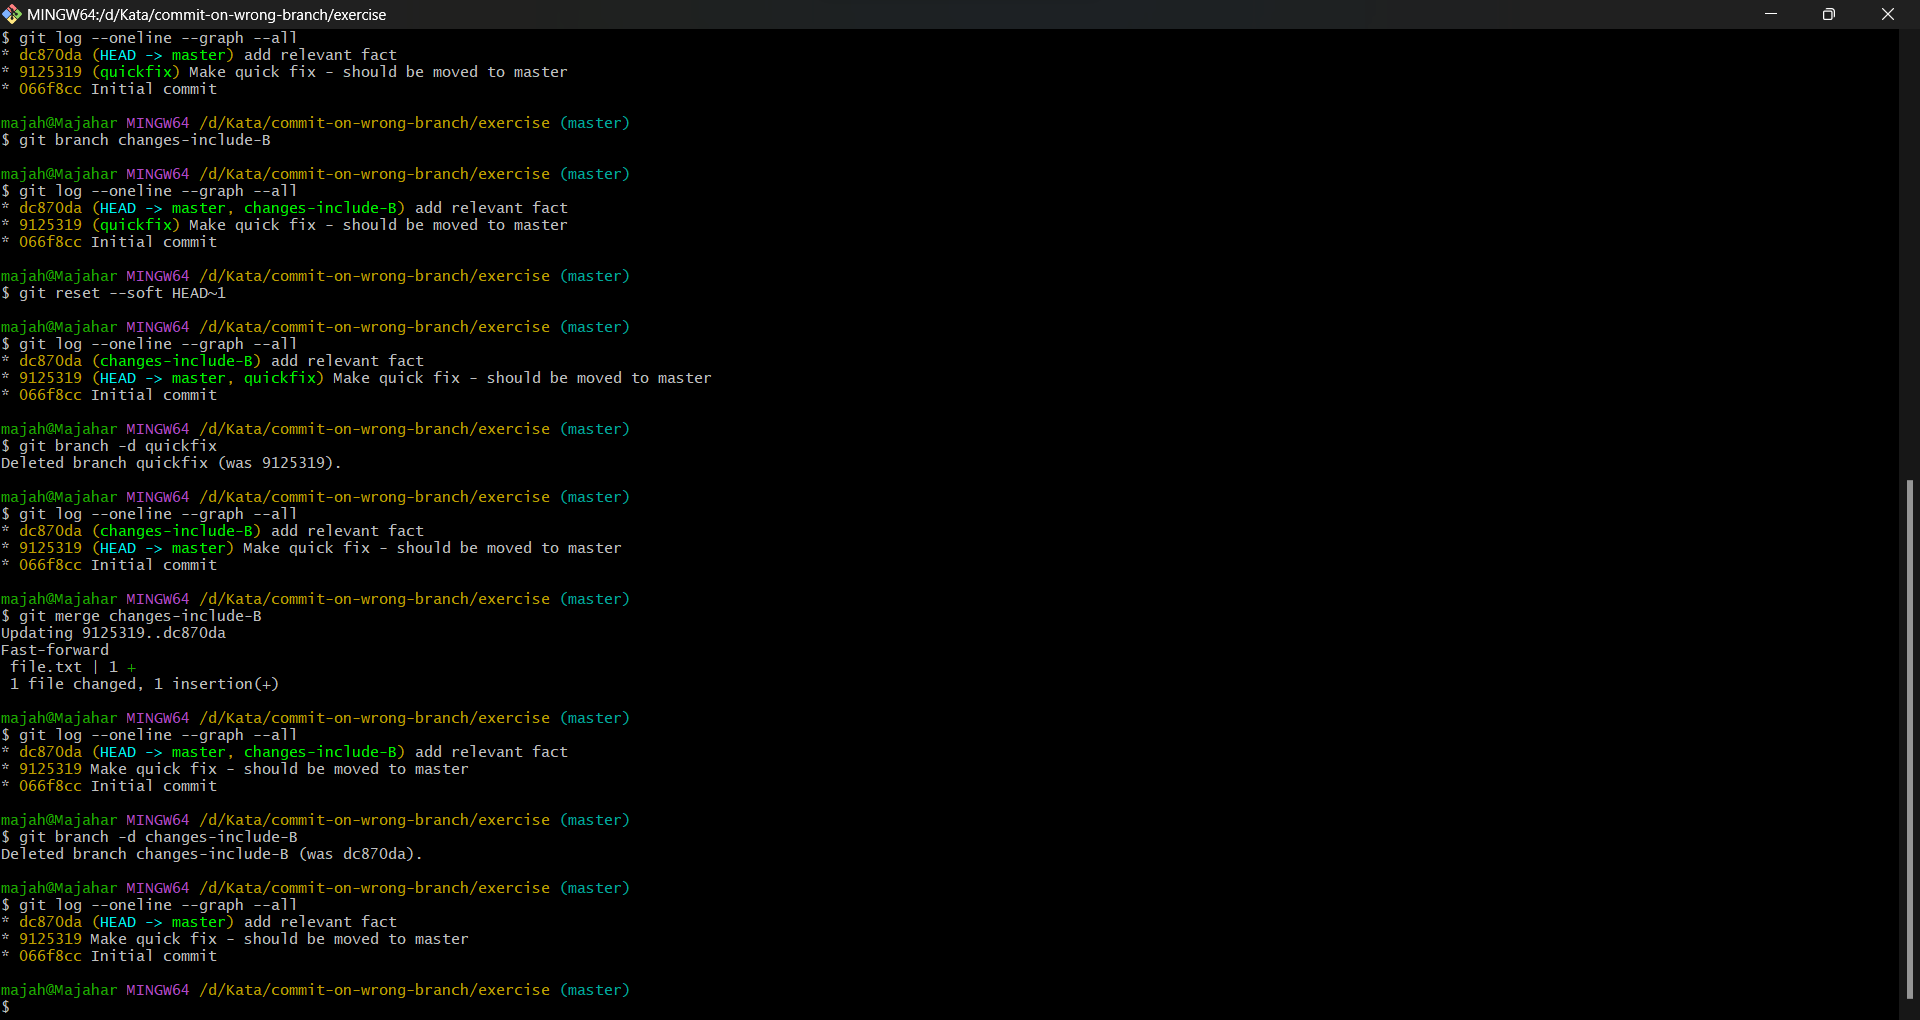 MINGW64:/d/Kata/commit-on-wrong-branch/exercise
$ git log --oneline --graph --all
* dc870da (HEAD -> master) add relevant fact
* 9125319 (quickfix) Make quick fix - should be moved to master
* 066f8cc Initial commit
majah@Majahar MINGW64 /d/Kata/commit-on-wrong-branch/exercise (master)
$ git branch changes-include-B
majah@Majahar MINGW64 /d/Kata/commit-on-wrong-branch/exercise (master)
$ git log --oneline --graph --all
* dc870da (HEAD -> master, changes-include-B) add relevant fact
* 9125319 (quickfix) Make quick fix - should be moved to master
* 066f8cc Initial commit
majah@Majahar MINGW64 /d/Kata/commit-on-wrong-branch/exercise (master)
$ git reset --soft HEAD~1
majah@Majahar MINGW64 /d/Kata/commit-on-wrong-branch/exercise (master)
$ git log --oneline --graph --all
* dc870da (changes-include-B) add relevant fact
* 9125319 (HEAD -> master, quickfix) Make quick fix - should be moved to master
* 066f8cc Initial commit
majah@Majahar MINGW64 /d/Kata/commit-on-wrong-branch/exercise (master)
$ git branch -d quickfix
Deleted branch quickfix (was 9125319).
majah@Majahar MINGW64 /d/Kata/commit-on-wrong-branch/exercise (master)
$ git log --oneline --graph --all
* dc870da (changes-include-B) add relevant fact
* 9125319 (HEAD -> master) Make quick fix - should be moved to master
* 066f8cc Initial commit
majah@Majahar MINGW64 /d/Kata/commit-on-wrong-branch/exercise (master)
$ git merge changes-include-B
Updating 9125319..dc870da
Fast-forward
file.txt | 1 +
1 file changed, 1 insertion(+)
majah@Majahar MINGW64 /d/Kata/commit-on-wrong-branch/exercise (master)
$ git log --oneline --graph --all
* dc870da (HEAD -> master, changes-include-B) add relevant fact
* 9125319 Make quick fix - should be moved to master
* 066f8cc Initial commit
majah@Majahar MINGW64 /d/Kata/commit-on-wrong-branch/exercise (master)
$ git branch -d changes-include-B
Deleted branch changes-include-B (was dc870da).
majah@Majahar MINGW64 /d/Kata/commit-on-wrong-branch/exercise (master)
$ git log --oneline --graph --all
* dc870da (HEAD -> master) add relevant fact
* 9125319 Make quick fix - should be moved to master
* 066f8cc Initial commit
majah@Majahar MINGW64 /d/Kata/commit-on-wrong-branch/exercise (master)
$